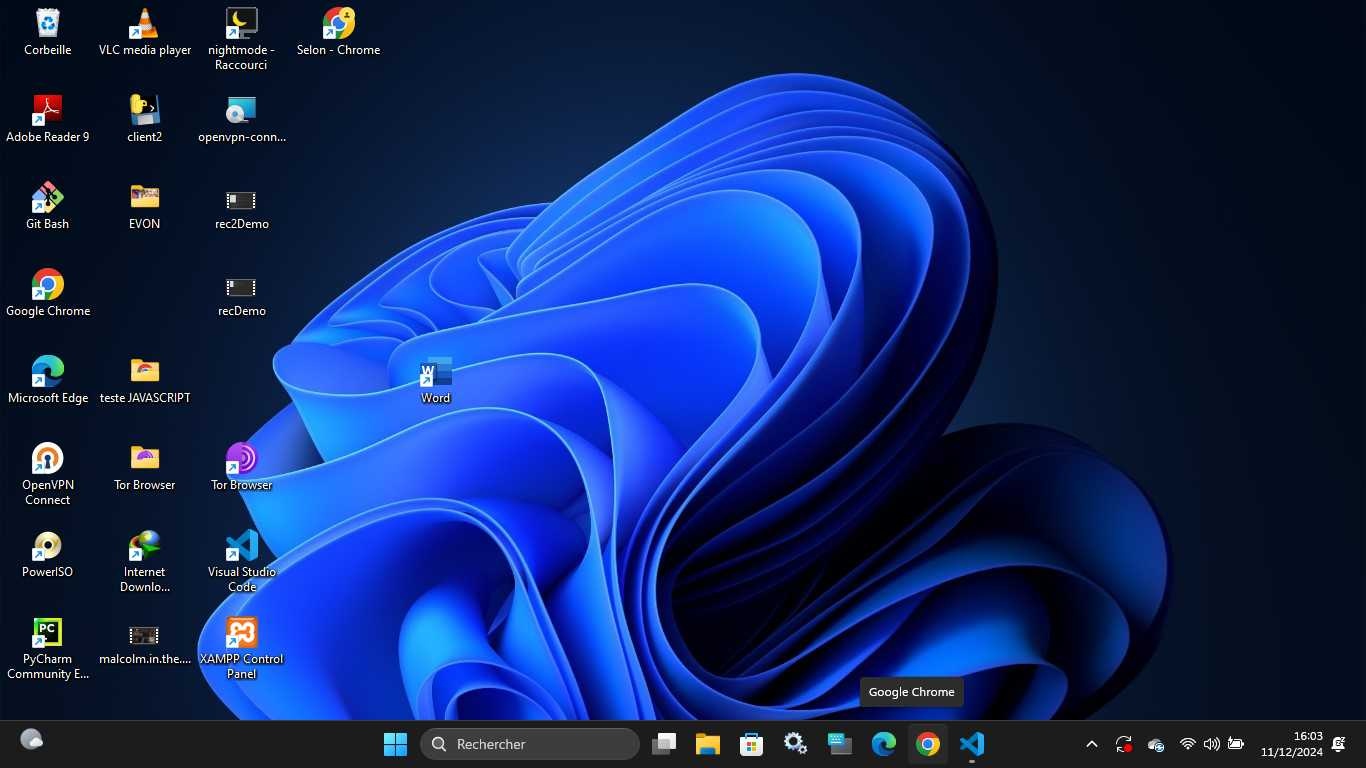 Corbeille
VLC media player
nightmode -
Raccourci
Selon - Chrome
Adobe Reader 9
client2
openvpn-conn...
Git Bash
EVON
rec2Demo
Google Chrome
recDemo
Microsoft Edge
teste JAVASCRIPT
W
Word
OpenVPN
Connect
Tor Browser
Tor Browser
PowerISO
Internet
Downlo...
Visual Studio
Code
PC
PyCharm
Community E...
malcolm.in.the....
XAMPP Control
Panel
Google Chrome
Rechercher
16:03
11/12/2024